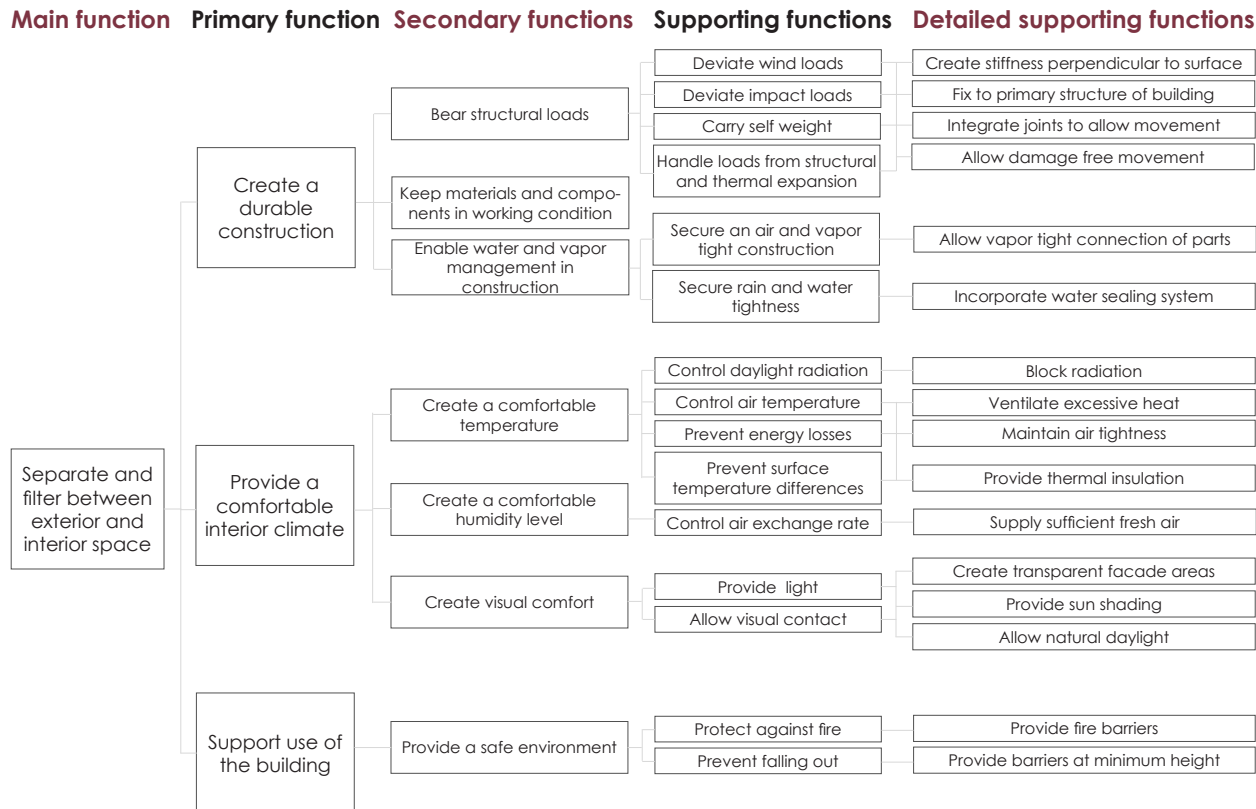 Main function
Primary function
Secondary functions
Supporting functions
Detailed supporting functions
Separate and
filter between
exterior and
interior space
Create a
durable
construction
Bear structural loads
Deviate wind loads
Deviate impact loads
Carry self weight
Handle loads from structural
and thermal expansion
Create stiffness perpendicular to surface
Fix to primary structure of building
Integrate joints to allow movement
Allow damage free movement
Keep materials and compo-
nents in working condition
Enable water and vapor
management in
construction
Secure an air and vapor
tight construction
Allow vapor tight connection of parts
Secure rain and water
tightness
Incorporate water sealing system
Provide a
comfortable
interior climate
Create a comfortable
temperature
Control daylight radiation
Block radiation
Control air temperature
Ventilate excessive heat
Prevent energy losses
Maintain air tightness
Prevent surface
temperature differences
Provide thermal insulation
Create a comfortable
humidity level
Control air exchange rate
Supply sufficient fresh air
Create visual comfort
Provide light
Allow visual contact
Create transparent facade areas
Provide sun shading
Allow natural daylight
Support use of
the building
Provide a safe environment
Protect against fire
Provide fire barriers
Prevent falling out
Provide barriers at minimum height